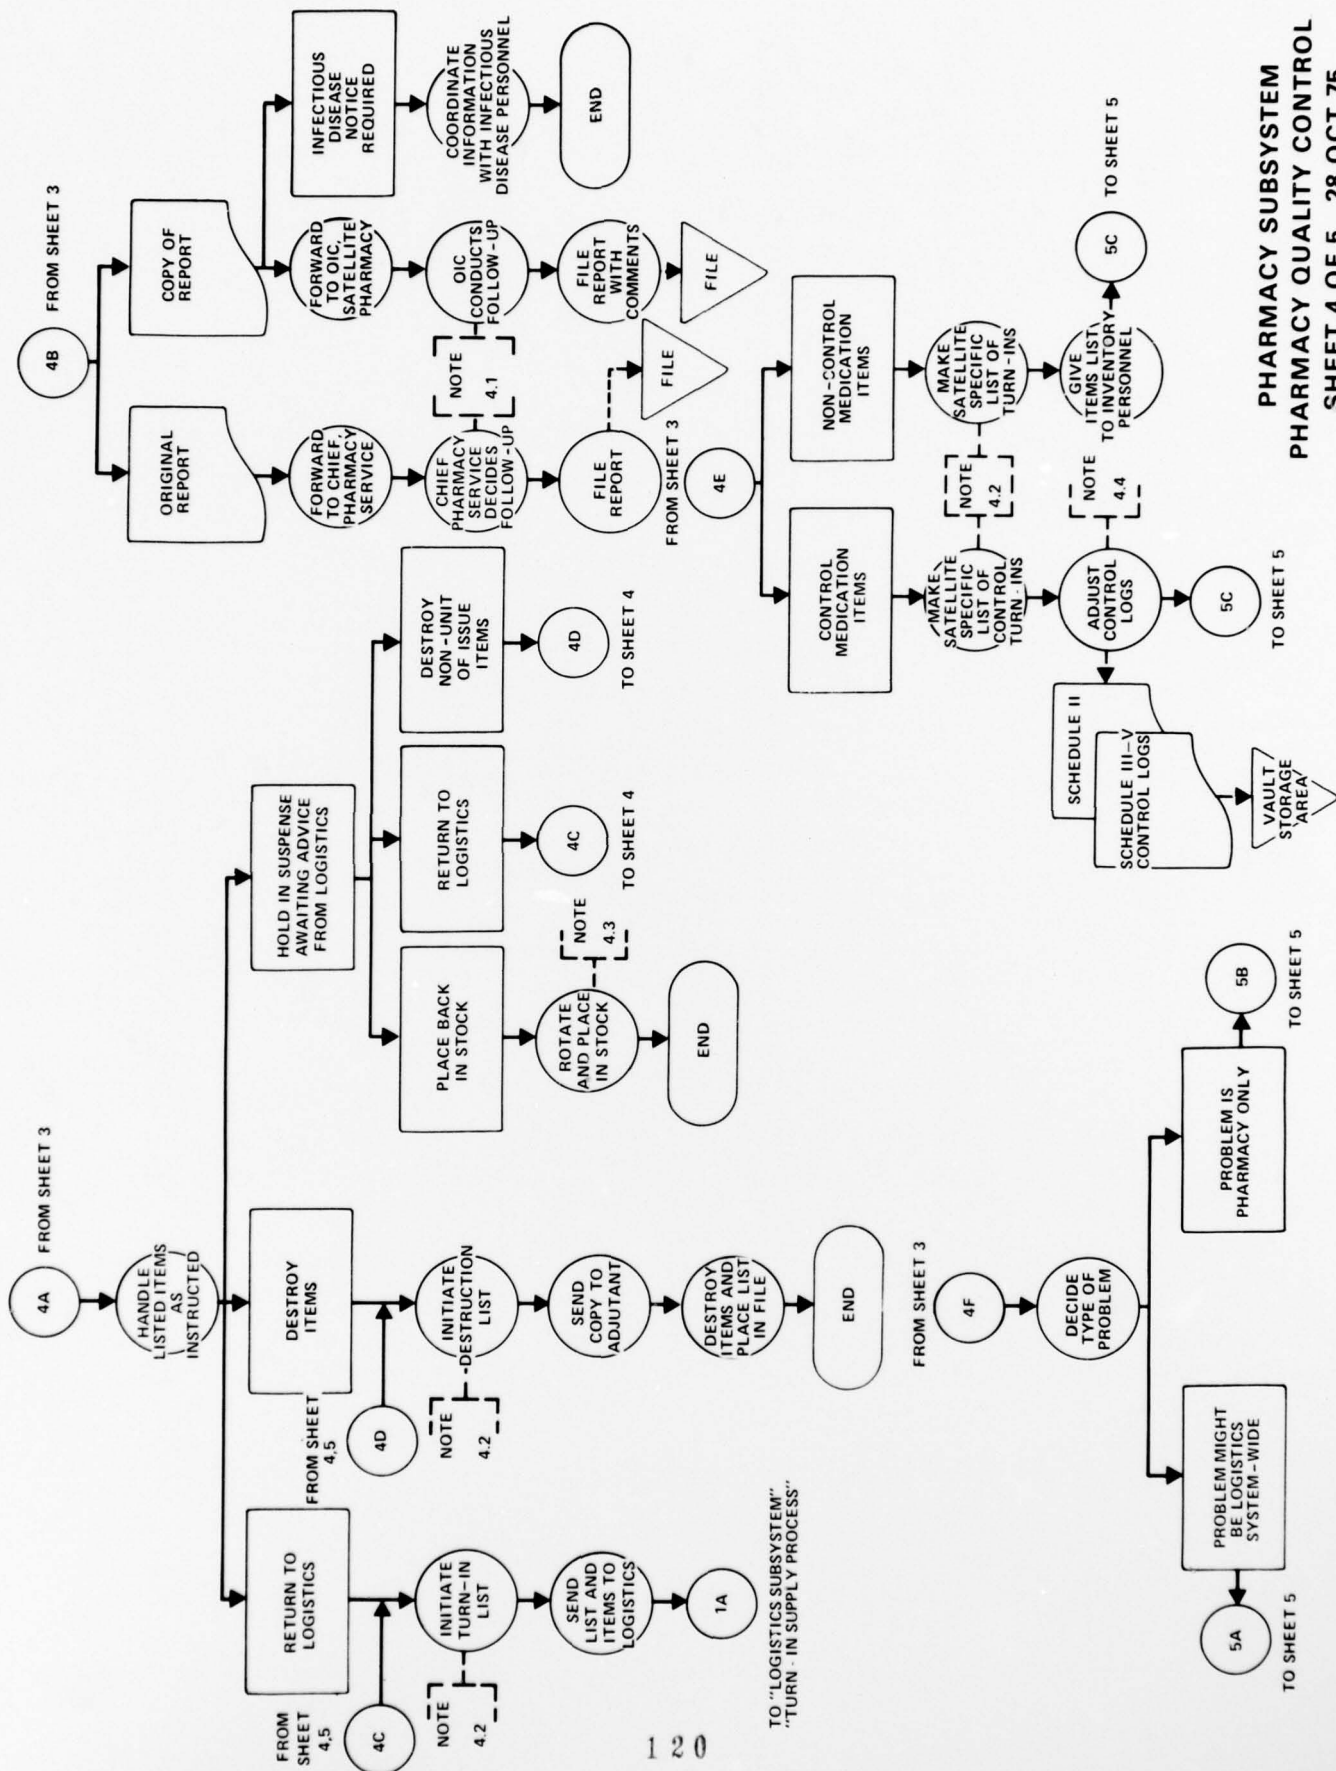 4A
FROM SHEET 3
HANDLE
LISTED ITEMS
AS
INSTRUCTED
RETURN TO
LOGISTICS
FROM
SHEET
4,5
4C
INITIATE
TURN-IN
LIST
NOTE
4.2
SEND
LIST AND
ITEMS TO
LOGISTICS
1A
TO "LOGISTICS SUBSYSTEM"
"TURN-IN SUPPLY PROCESS"
DESTROY
ITEMS
FROM SHEET
4,5
4D
INITIATE
DESTRUCTION
LIST
NOTE
4.2
SEND
COPY TO
ADJUTANT
DESTROY
ITEMS AND
PLACE LIST
IN FILE
END
HOLD IN SUSPENSE
AWAITING ADVICE
FROM LOGISTICS
PLACE BACK
IN STOCK
ROTATE
AND PLACE
IN STOCK
NOTE
4.3
END
RETURN TO
LOGISTICS
4C
TO SHEET 4
DESTROY
NON-UNIT
OF ISSUE
ITEMS
4D
TO SHEET 4
4B
FROM SHEET 3
ORIGINAL
REPORT
FORWARD
TO CHIEF,
PHARMACY
SERVICE
CHIEF
PHARMACY
SERVICE
DECIDES
FOLLOW-UP
NOTE
4.1
FILE
REPORT
FILE
COPY OF
REPORT
FORWARD
TO OIC,
SATELLITE
PHARMACY
OIC
CONDUCTS
FOLLOW-UP
FILE
REPORT
WITH
COMMENTS
FILE
INFECTIOUS
DISEASE
NOTICE
REQUIRED
COORDINATE
INFORMATION
WITH INFECTIOUS
DISEASE PERSONNEL
END
FROM SHEET 3
4F
DECIDE
TYPE OF
PROBLEM
PROBLEM MIGHT
BE LOGISTICS
SYSTEM-WIDE
5A
TO SHEET 5
PROBLEM IS
PHARMACY ONLY
5B
TO SHEET 5
FROM SHEET 3
4E
CONTROL
MEDICATION
ITEMS
MAKE
SATELLITE
SPECIFIC
LIST OF
CONTROL
TURN-INS
NOTE
4.2
ADJUST
CONTROL
LOGS
NOTE
4.4
SCHEDULE II
SCHEDULE III-V
CONTROL LOGS
VAULT
STORAGE
AREA
5C
TO SHEET 5
NON-CONTROL
MEDICATION
ITEMS
MAKE
SATELLITE
SPECIFIC
LIST OF
TURN-INS
GIVE
ITEMS LIST
TO INVENTORY
PERSONNEL
5C
TO SHEET 5
PHARMACY SUBSYSTEM
PHARMACY QUALITY CONTROL
SHEET 4 OF 5 28 OCT 75
120